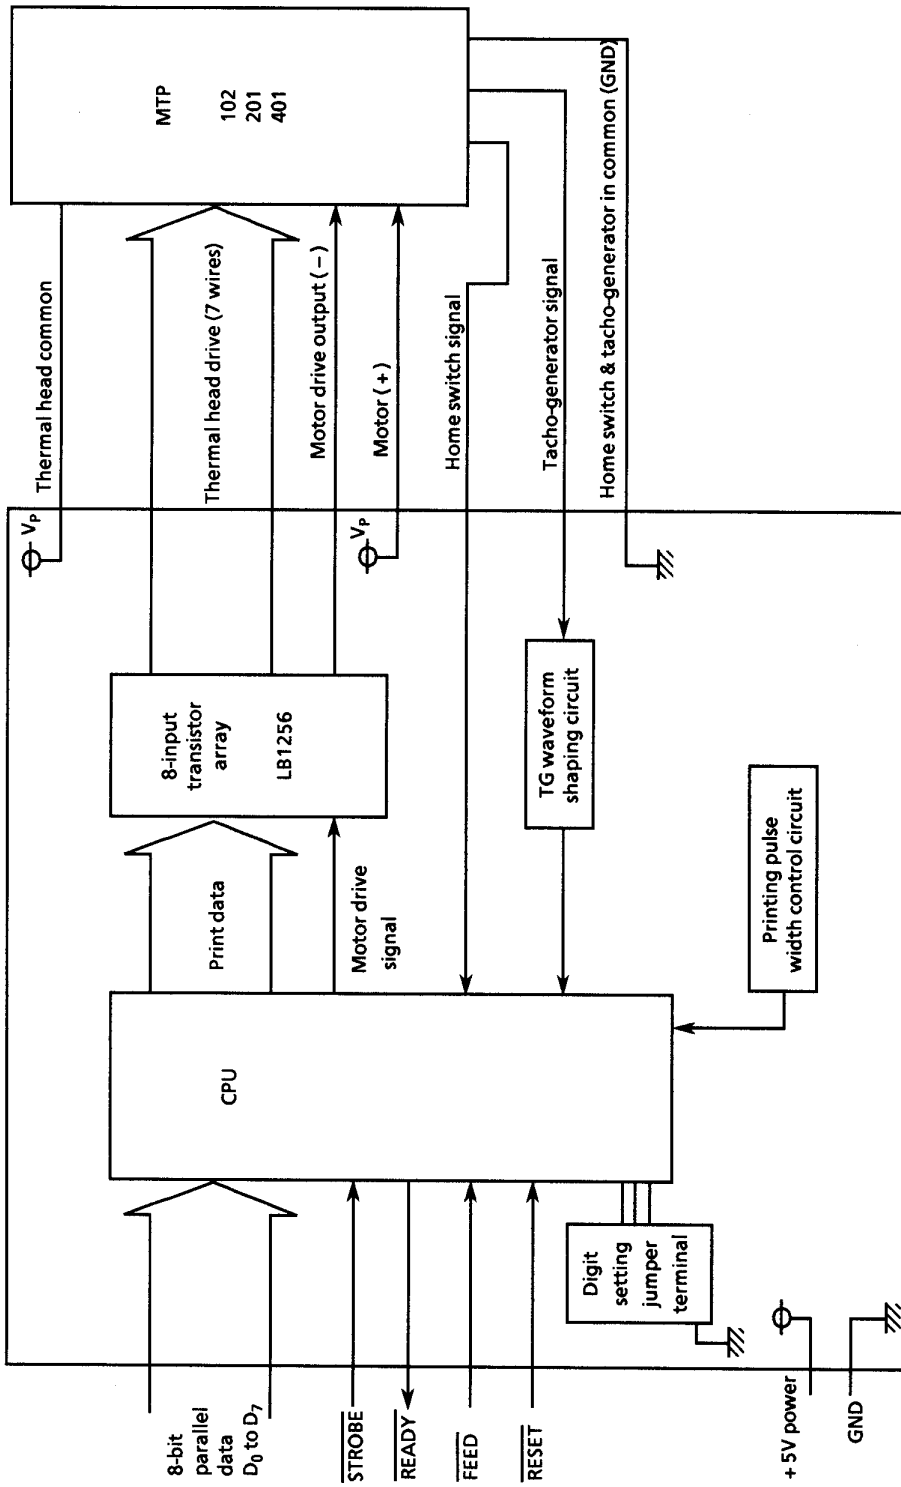 8-bit
parallel
data
D₀ to D₇
STROBE
READY
FEED
RESET
+5V power
GND
CPU
Digit
setting
jumper
terminal
Print data
Motor drive
signal
8-input
transistor
array
LB1256
TG waveform
shaping circuit
Printing pulse
width control circuit
Vₚ
Vₚ
Thermal head common
Thermal head drive (7 wires)
Motor drive output (−)
Motor (+)
Home switch signal
Tacho-generator signal
Home switch & tacho-generator in common (GND)
MTP
102
201
401